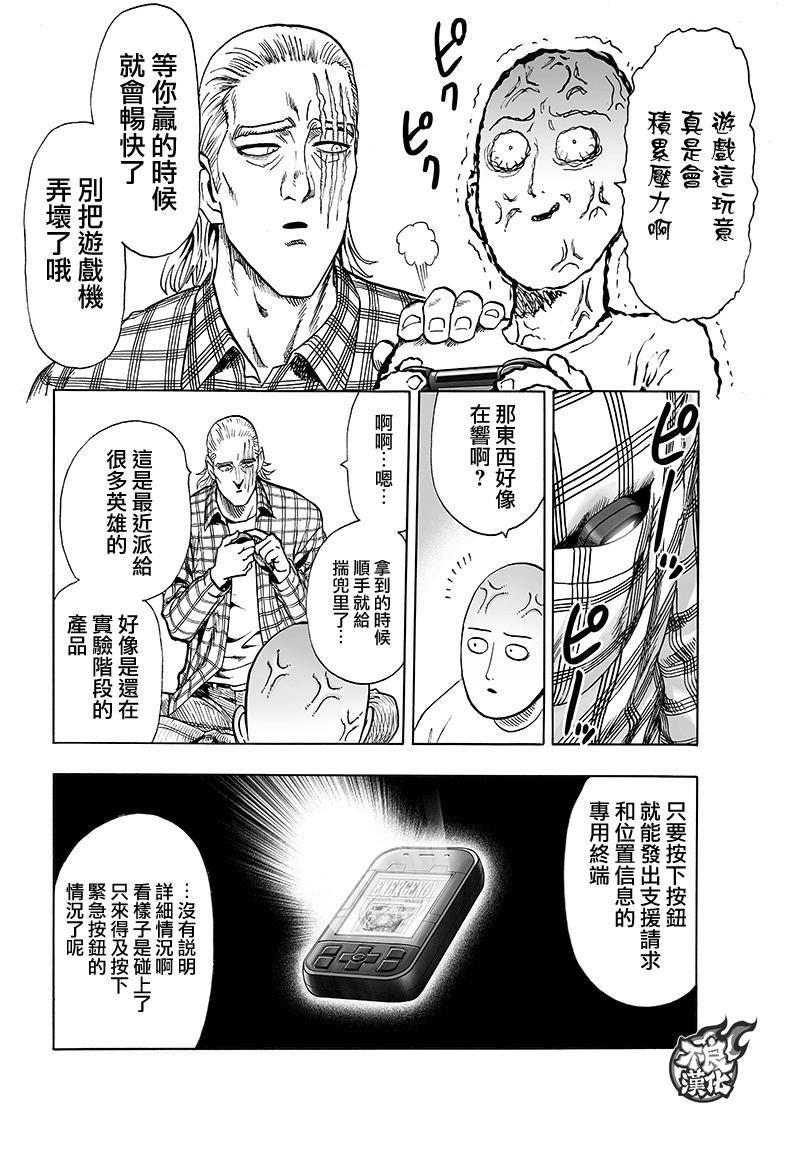 遊戲這玩意
真是會
積累壓力啊
ピク
ピク
等你贏的時候
就會暢快了
別把遊戲機
弄壞了哦
ピーッ
ピーッ
那東西好像
在響啊？
啊啊…嗯…
拿到的時候
順手就給
揣兜里了…
這是最近派給
很多英雄的
好像是還在
實驗階段的
產品
只要按下按鈕
就能發出支援請求
和位置信息的
專用終端
EMERGENCY
…沒有説明
詳細情況啊
看樣子是碰上了
只來得及按下
緊急按鈕的
情況了呢
狼
漢化